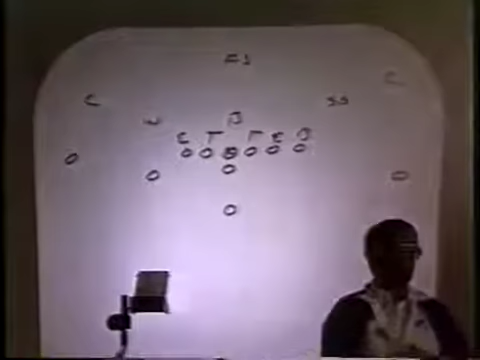 FS
C C
SS
W B
E T T E B
O O O O O O O
O O O
O